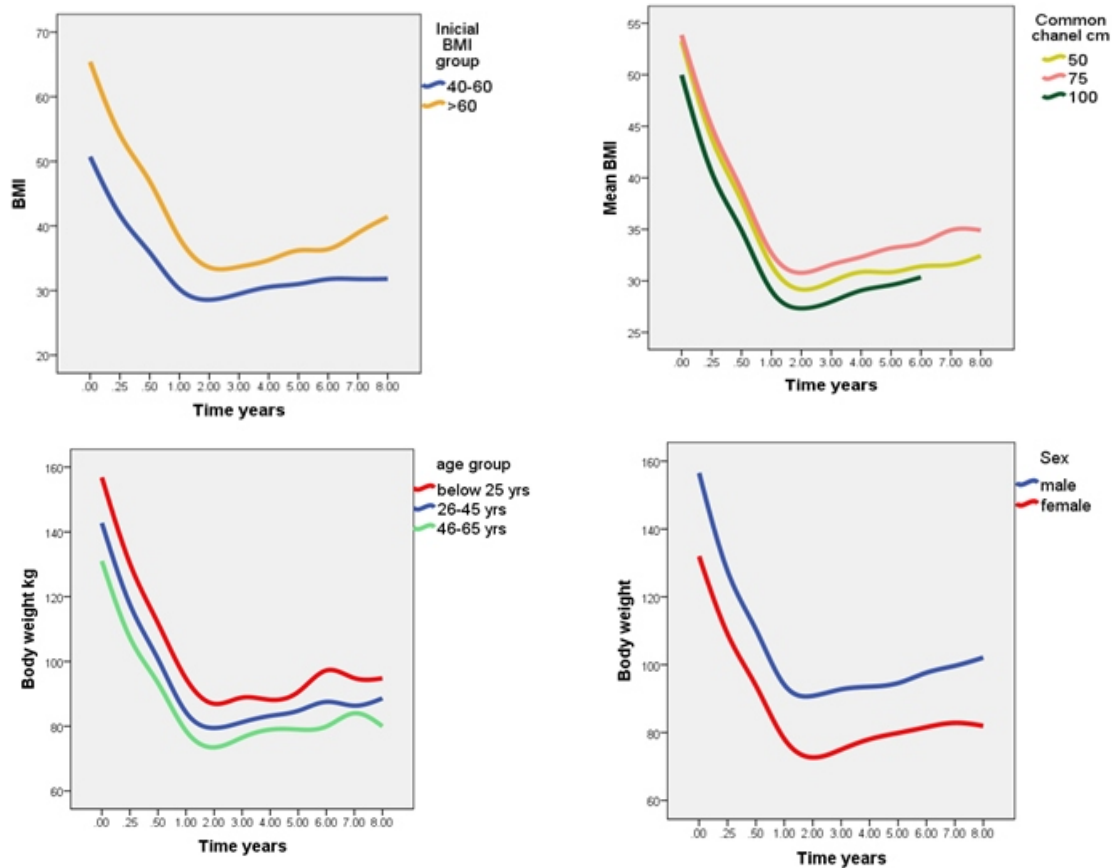 Inicial
BMI
group
40-60
>60
70
60
50
40
30
20
BMI
.00 .25 .50 1.00 2.00 3.00 4.00 5.00 6.00 7.00 8.00
Time years
Common
chanel cm
50
75
100
55
50
45
40
35
30
25
Mean BMI
.00 .25 .50 1.00 2.00 3.00 4.00 5.00 6.00 7.00 8.00
Time years
age group
below 25 yrs
26-45 yrs
46-65 yrs
160
140
120
100
80
60
Body weight kg
.00 .25 .50 1.00 2.00 3.00 4.00 5.00 6.00 7.00 8.00
Time years
Sex
male
female
160
140
120
100
80
60
Body weight
.00 .25 .50 1.00 2.00 3.00 4.00 5.00 6.00 7.00 8.00
Time years